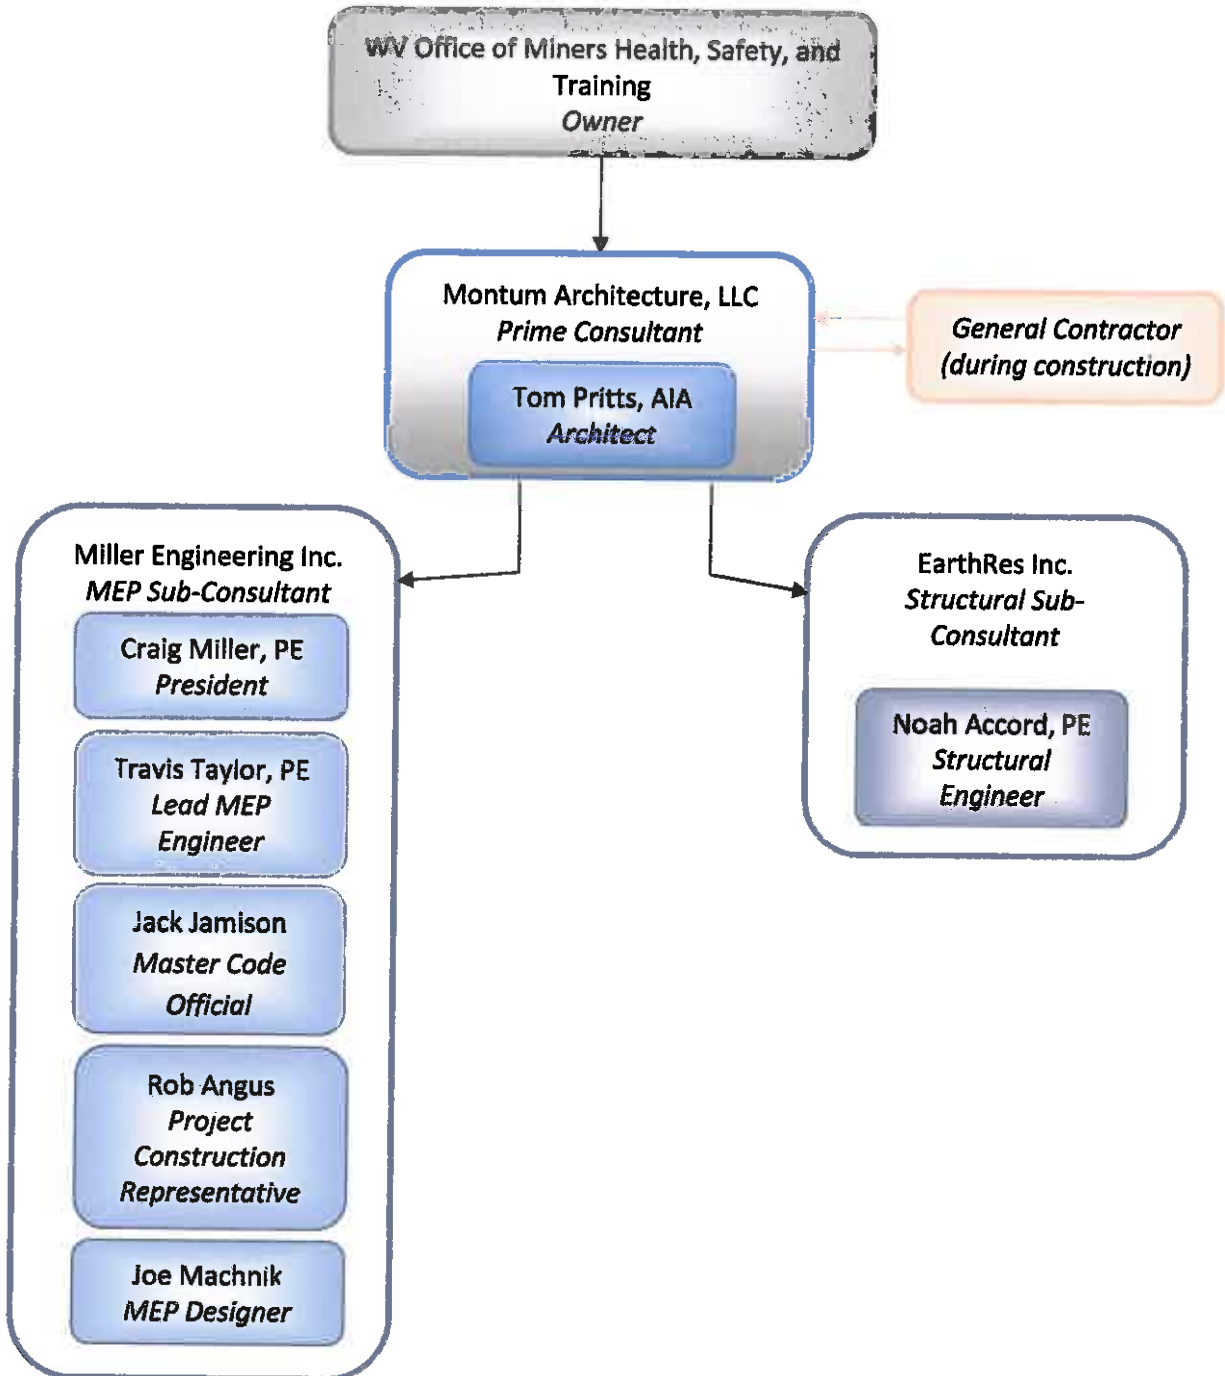 WV Office of Miners Health, Safety, and
Training
Owner
Montum Architecture, LLC
Prime Consultant
Tom Pritts, AIA
Architect
General Contractor
(during construction)
Miller Engineering Inc.
MEP Sub-Consultant
Craig Miller, PE
President
Travis Taylor, PE
Lead MEP
Engineer
Jack Jamison
Master Code
Official
Rob Angus
Project
Construction
Representative
Joe Machnik
MEP Designer
EarthRes Inc.
Structural Sub-
Consultant
Noah Accord, PE
Structural
Engineer